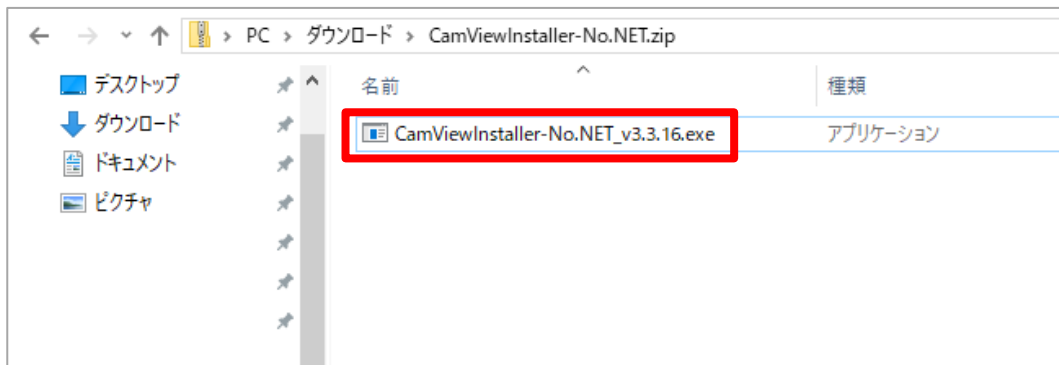 PC › ダウンロード › CamViewInstaller-No.NET.zip
デスクトップ
ダウンロード
ドキュメント
ピクチャ
名前 種類
CamViewInstaller-No.NET_v3.3.16.exe アプリケーション